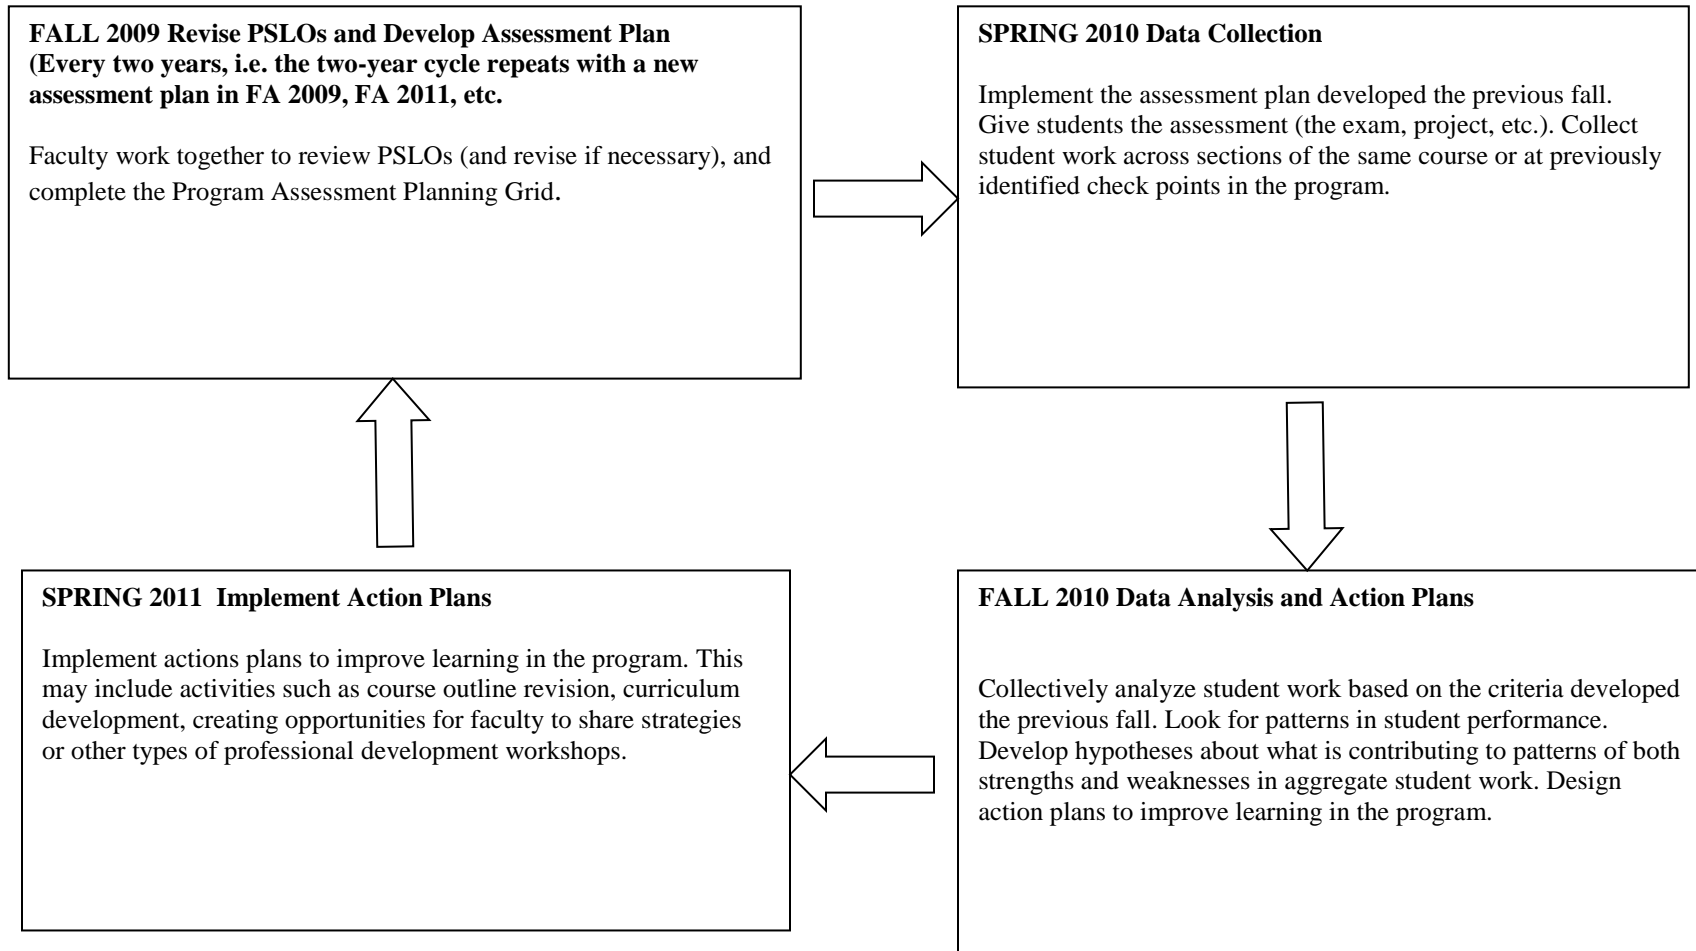 FALL 2009 Revise PSLOs and Develop Assessment Plan
(Every two years, i.e. the two-year cycle repeats with a new
assessment plan in FA 2009, FA 2011, etc.
Faculty work together to review PSLOs (and revise if necessary), and
complete the Program Assessment Planning Grid.
SPRING 2010 Data Collection
Implement the assessment plan developed the previous fall.
Give students the assessment (the exam, project, etc.). Collect
student work across sections of the same course or at previously
identified check points in the program.
SPRING 2011  Implement Action Plans
Implement actions plans to improve learning in the program. This
may include activities such as course outline revision, curriculum
development, creating opportunities for faculty to share strategies
or other types of professional development workshops.
FALL 2010 Data Analysis and Action Plans
Collectively analyze student work based on the criteria developed
the previous fall. Look for patterns in student performance.
Develop hypotheses about what is contributing to patterns of both
strengths and weaknesses in aggregate student work. Design
action plans to improve learning in the program.